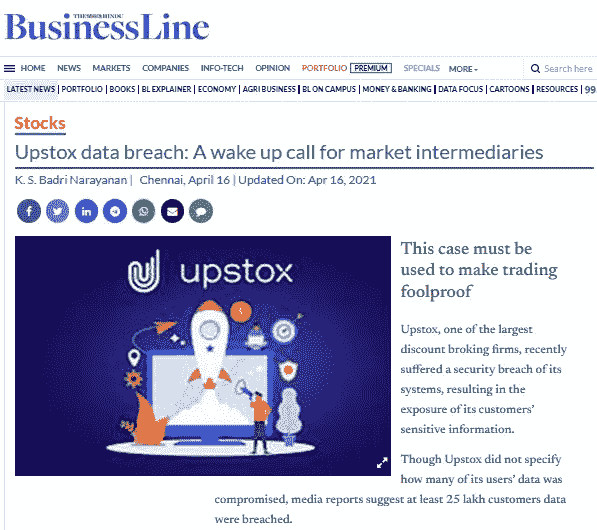 THE HINDU
BusinessLine
HOME NEWS MARKETS COMPANIES INFO-TECH OPINION PORTFOLIO PREMIUM SPECIALS MORE Search here
LATEST NEWS | PORTFOLIO | BOOKS | BL EXPLAINER | ECONOMY | AGRI BUSINESS | BL ON CAMPUS | MONEY & BANKING | DATA FOCUS | CARTOONS | RESOURCES | 99
Stocks
Upstox data breach: A wake up call for market intermediaries
K. S. Badri Narayanan | Chennai, April 16 | Updated On: Apr 16, 2021
upstox
This case must be
used to make trading
foolproof
Upstox, one of the largest
discount broking firms, recently
suffered a security breach of its
systems, resulting in the
exposure of its customers'
sensitive information.
Though Upstox did not specify
how many of its users' data was
compromised, media reports suggest at least 25 lakh customers data
were breached.